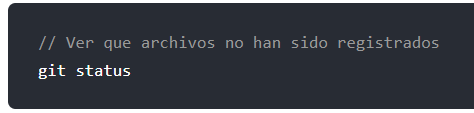 // Ver que archivos no han sido registrados
git status